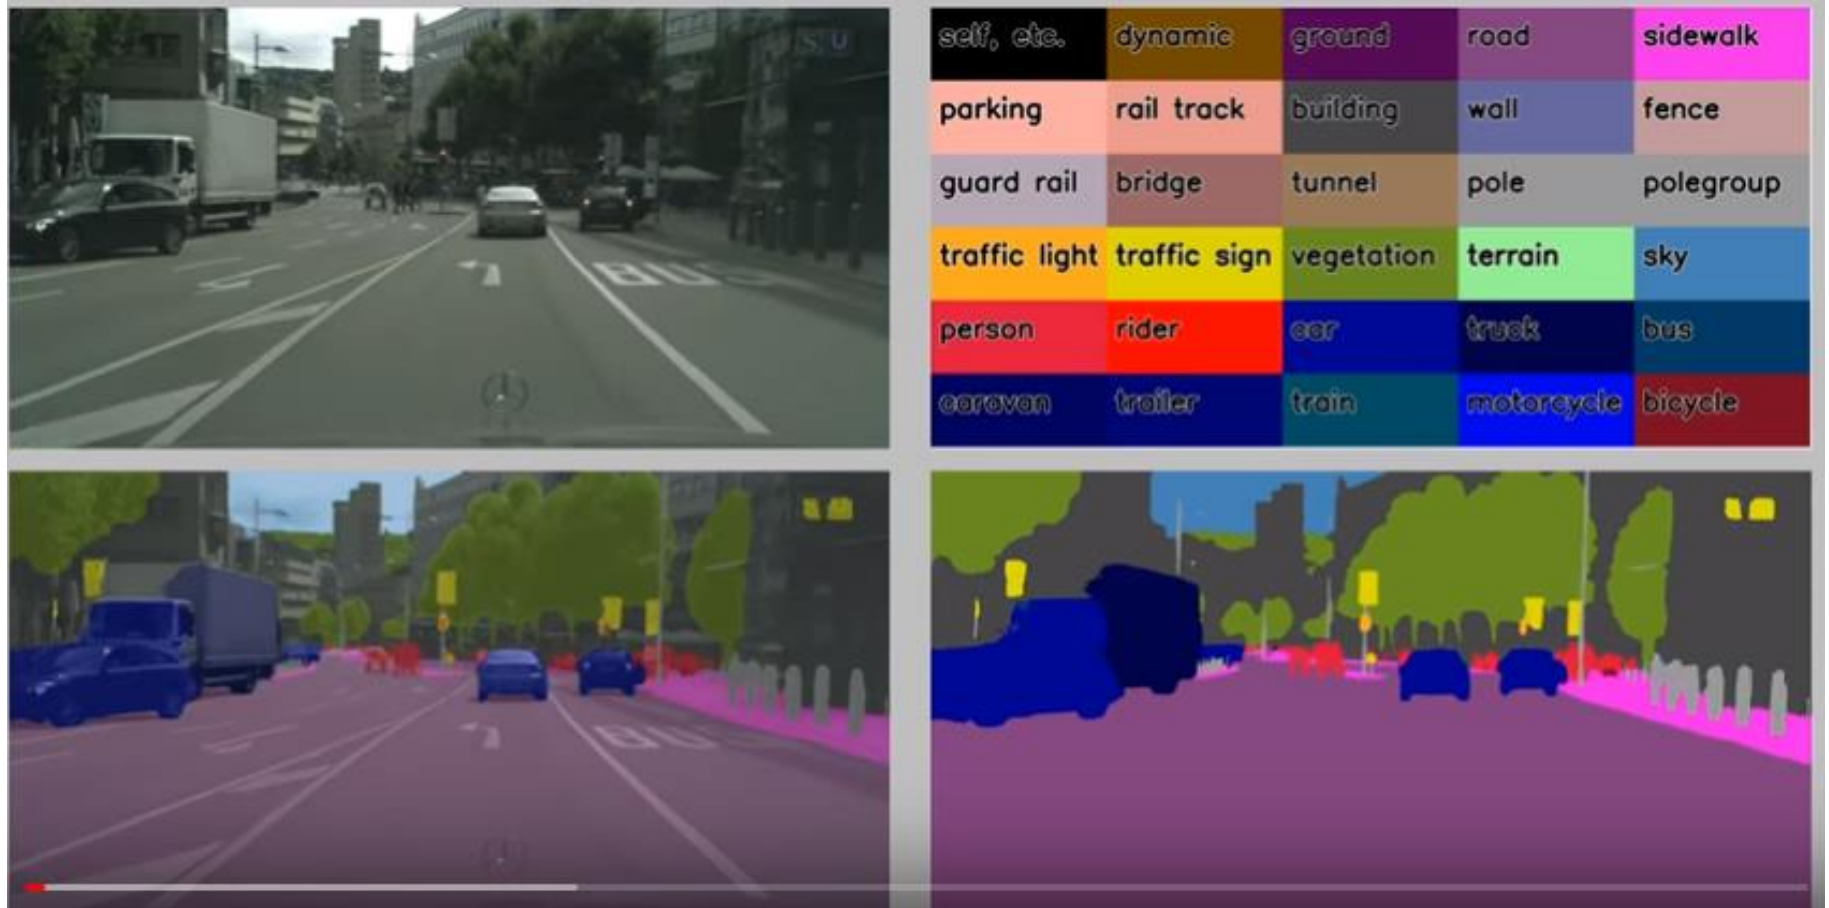 S U
BUS
self, etc. dynamic ground road sidewalk
parking rail track building wall fence
guard rail bridge tunnel pole polegroup
traffic light traffic sign vegetation terrain sky
person rider car truck bus
caravan trailer train motorcycle bicycle
BUS